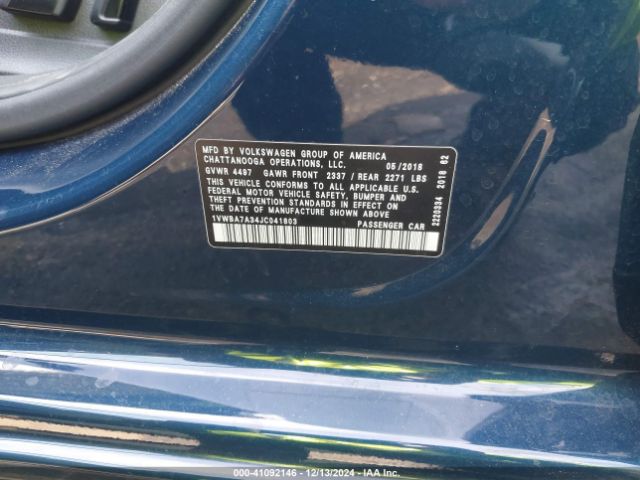 MFD BY VOLKSWAGEN GROUP OF AMERICA
CHATTANOOGA OPERATIONS, LLC. 05/2018
GVWR 4497 GAWR FRONT 2337 / REAR 2271 LBS
THIS VEHICLE CONFORMS TO ALL APPLICABLE U.S.
FEDERAL MOTOR VEHICLE SAFETY, BUMPER AND
THEFT PREVENTION STANDARDS IN EFFECT ON THE
DATE OF MANUFACTURE SHOWN ABOVE.
1VWBA7A34JC041803 PASSENGER CAR
2220334 2018 62
000-41092146 - 12/13/2024 - IAA Inc.